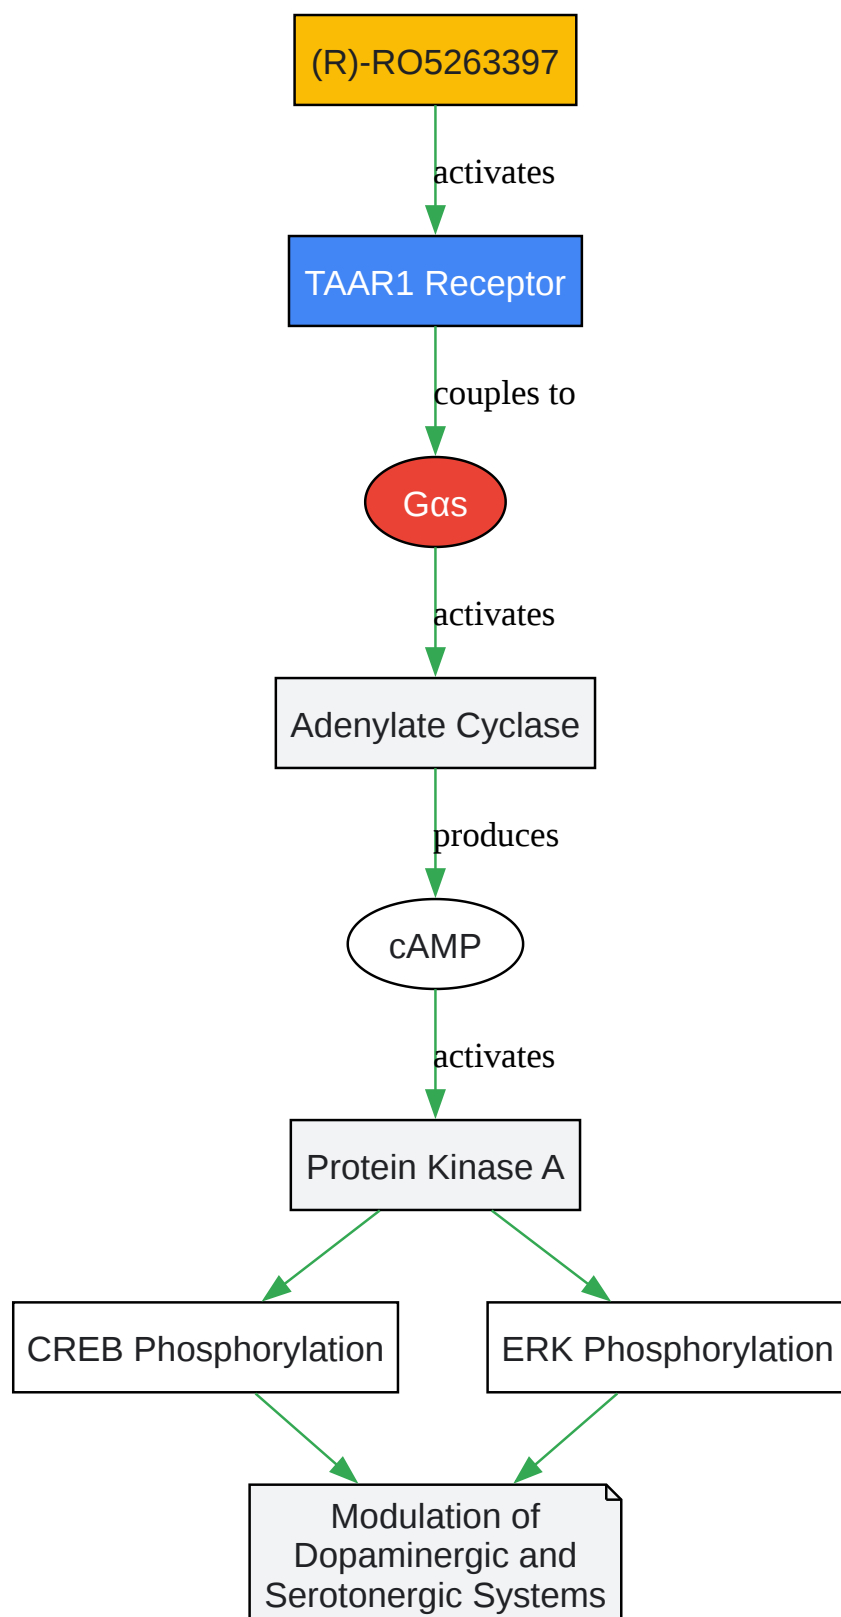 (R)-RO5263397
activates
TAAR1 Receptor
couples to
Gαs
activates
Adenylate Cyclase
produces
cAMP
activates
Protein Kinase A
CREB Phosphorylation
ERK Phosphorylation
Modulation of
Dopaminergic and
Serotonergic Systems